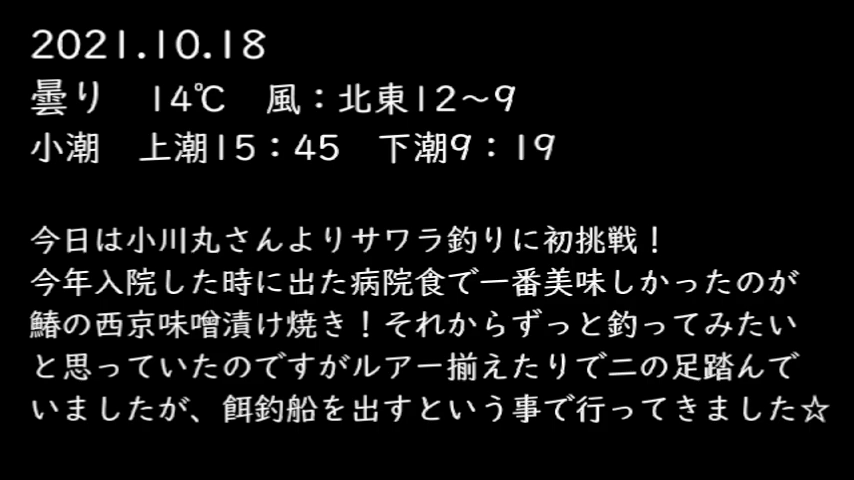 2021.10.18
曇り　14℃　風：北東12～9
小潮　上潮15：45　下潮9：19
今日は小川丸さんよりサワラ釣りに初挑戦！
今年入院した時に出た病院食で一番美味しかったのが
鰆の西京味噌漬け焼き！それからずっと釣ってみたい
と思っていたのですがルアー揃えたりで二の足踏んで
いましたが、餌釣船を出すという事で行ってきました☆